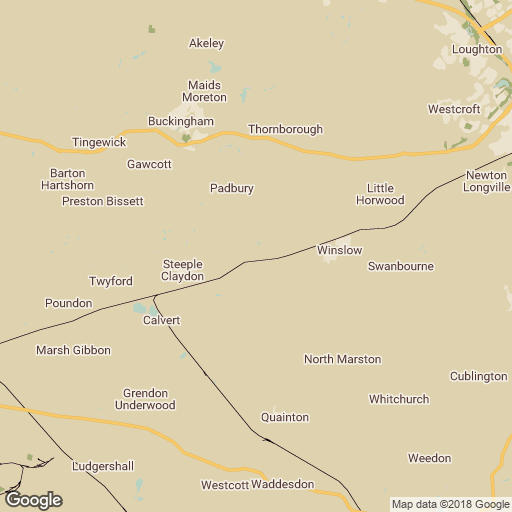 Akeley
Loughton
Maids
Moreton
Westcroft
Buckingham
Thornborough
Tingewick
Gawcott
Barton
Hartshorn
Newton
Longville
Padbury
Little
Horwood
Preston Bissett
Winslow
Steeple
Claydon
Swanbourne
Twyford
Poundon
Calvert
Marsh Gibbon
North Marston
Cublington
Grendon
Underwood
Whitchurch
Quainton
Weedon
Ludgershall
Westcott
Waddesdon
Google
Map data ©2018 Google